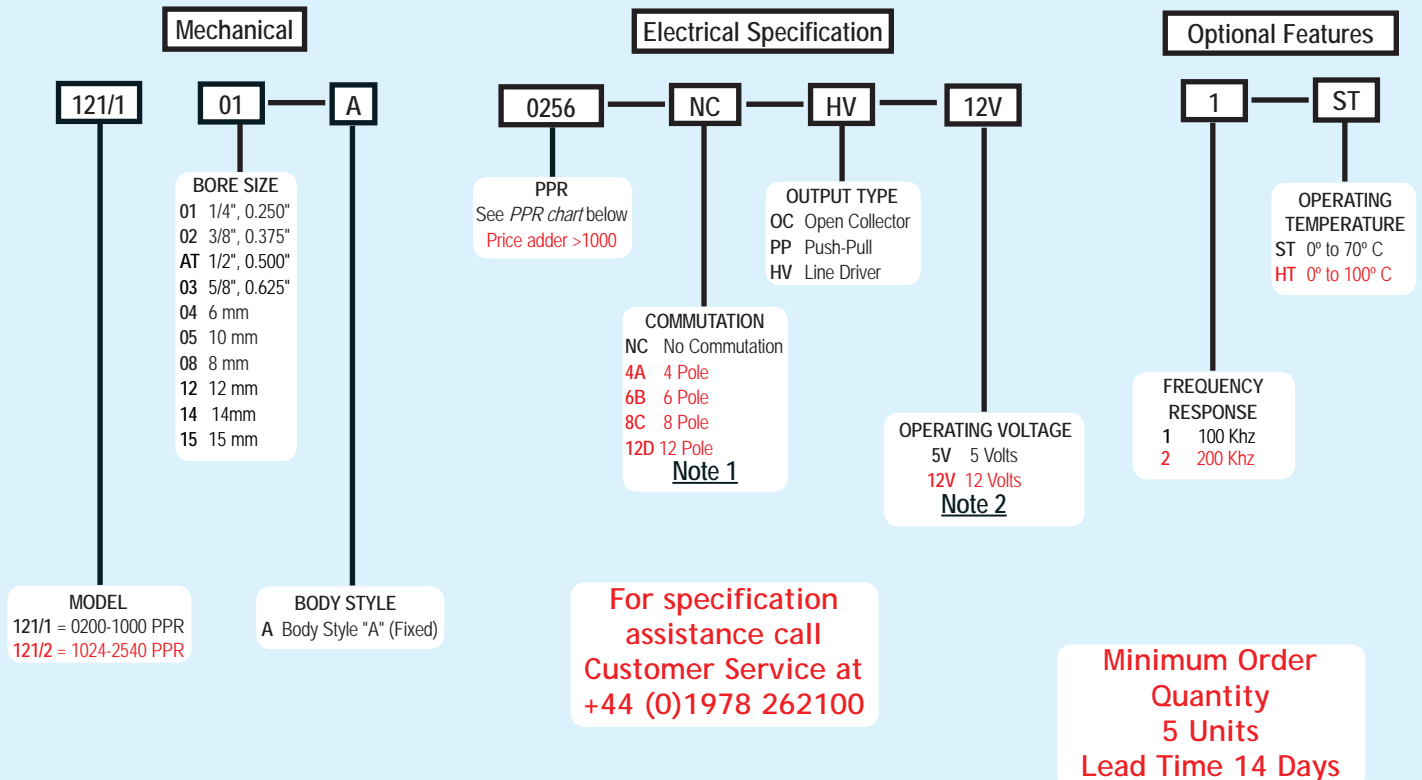 Mechanical
Electrical Specification
Optional Features
121/1
01
A
0256
NC
HV
12V
1
ST
BORE SIZE
01 1/4", 0.250"
02 3/8", 0.375"
AT 1/2", 0.500"
03 5/8", 0.625"
04 6 mm
05 10 mm
08 8 mm
12 12 mm
14 14mm
15 15 mm
PPR
See PPR chart below
Price adder >1000
OUTPUT TYPE
OC Open Collector
PP Push-Pull
HV Line Driver
OPERATING
TEMPERATURE
ST 0º to 70º C
HT 0º to 100º C
COMMUTATION
NC No Commutation
4A 4 Pole
6B 6 Pole
8C 8 Pole
12D 12 Pole
Note 1
OPERATING VOLTAGE
5V 5 Volts
12V 12 Volts
Note 2
FREQUENCY
RESPONSE
1 100 Khz
2 200 Khz
MODEL
121/1 = 0200-1000 PPR
121/2 = 1024-2540 PPR
BODY STYLE
A Body Style "A" (Fixed)
For specification
assistance call
Customer Service at
+44 (0)1978 262100
Minimum Order
Quantity
5 Units
Lead Time 14 Days